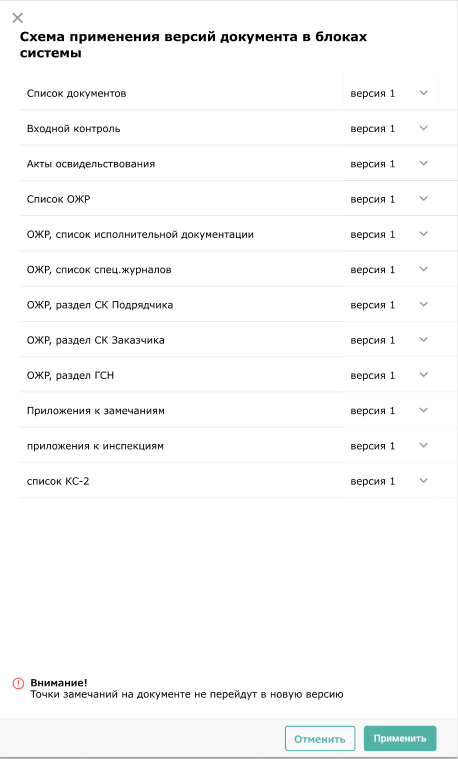 Схема применения версий документа в блоках
системы
Список документов версия 1
Входной контроль версия 1
Акты освидельствования версия 1
Список ОЖР версия 1
ОЖР, список исполнительной документации версия 1
ОЖР, список спец.журналов версия 1
ОЖР, раздел СК Подрядчика версия 1
ОЖР, раздел СК Заказчика версия 1
ОЖР, раздел ГСН версия 1
Приложения к замечаниям версия 1
приложения к инспекциям версия 1
список КС-2 версия 1
Внимание!
Точки замечаний на документе не перейдут в новую версию
Отменить Применить